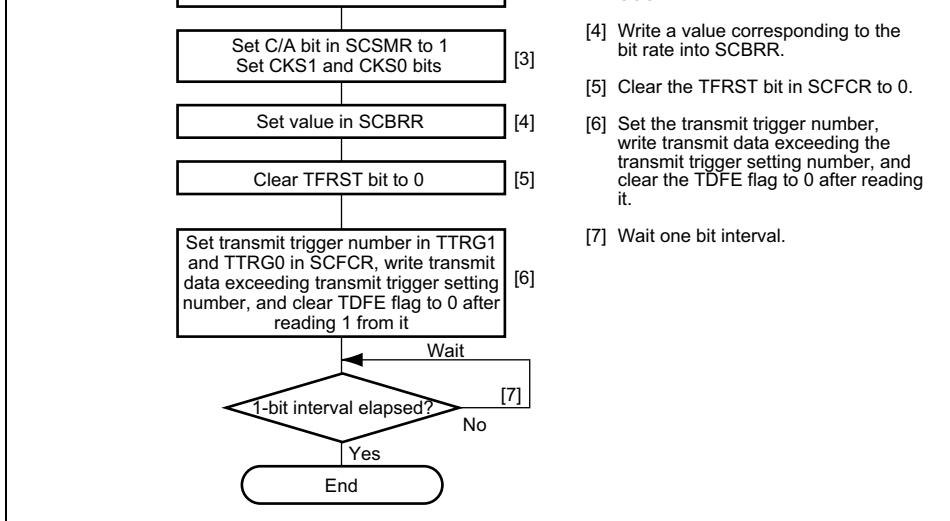 Set C/A bit in SCSMR to 1
Set CKS1 and CKS0 bits
[3]
Set value in SCBRR
[4]
Clear TFRST bit to 0
[5]
Set transmit trigger number in TTRG1
and TTRG0 in SCFCR, write transmit
data exceeding transmit trigger setting
number, and clear TDFE flag to 0 after
reading 1 from it
[6]
Wait
1-bit interval elapsed?
[7]
No
Yes
End
[4] Write a value corresponding to the
bit rate into SCBRR.
[5] Clear the TFRST bit in SCFCR to 0.
[6] Set the transmit trigger number,
write transmit data exceeding the
transmit trigger setting number, and
clear the TDFE flag to 0 after reading
it.
[7] Wait one bit interval.